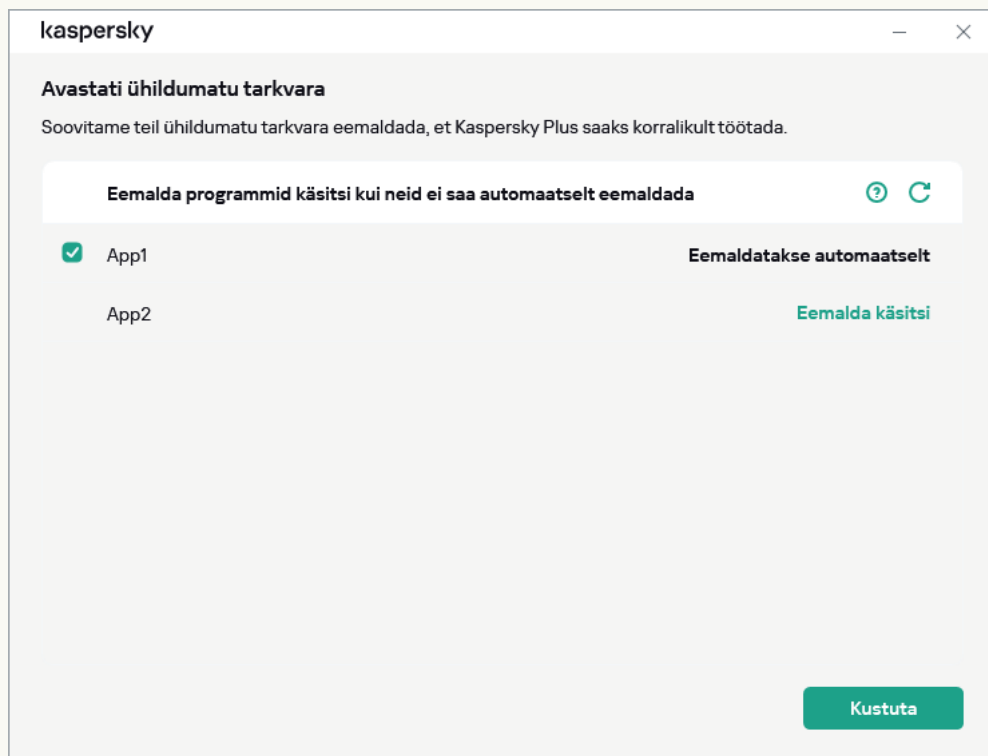 kaspersky
Avastati ühildumatu tarkvara
Soovitame teil ühildumatu tarkvara eemaldada, et Kaspersky Plus saaks korralikult töötada.
Eemalda programmid käsitsi kui neid ei saa automaatselt eemaldada
App1 Eemaldatakse automaatselt
App2 Eemalda käsitsi
Kustuta